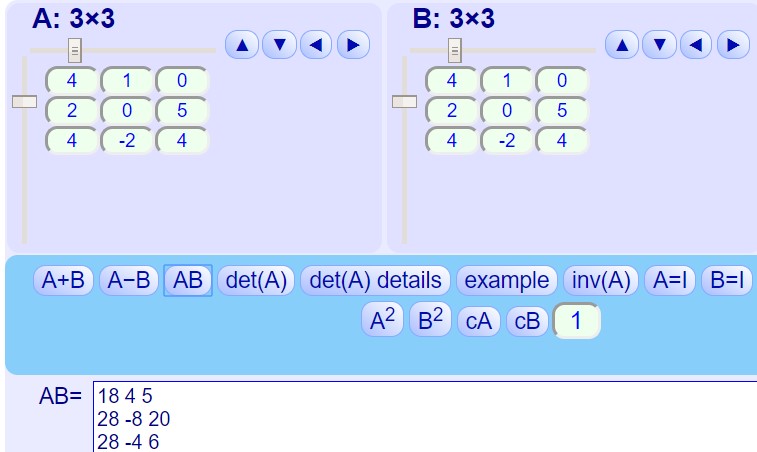 A: 3×3
4 1 0
2 0 5
4 -2 4
B: 3×3
4 1 0
2 0 5
4 -2 4
A+B A−B AB det(A) det(A) details example inv(A) A=I B=I
A² B² cA cB 1
AB= 18 4 5
28 -8 20
28 -4 6